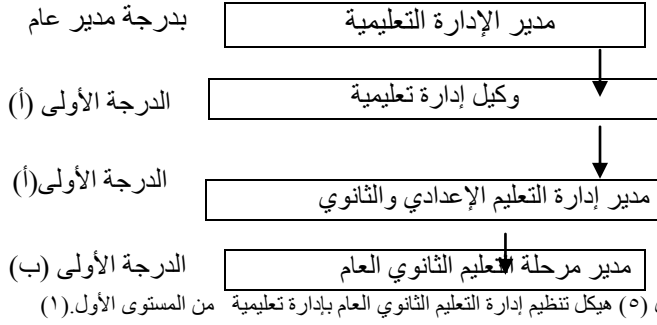 مدير الإدارة التعليمية بدرجة مدير عام
وكيل إدارة تعليمية الدرجة الأولى (أ)
مدير إدارة التعليم الإعدادي والثانوي الدرجة الأولى(أ)
مدير مرحلة التعليم الثانوي العام الدرجة الأولى (ب)
(٥) هيكل تنظيم إدارة التعليم الثانوي العام بإدارة تعليمية من المستوى الأول.(١)